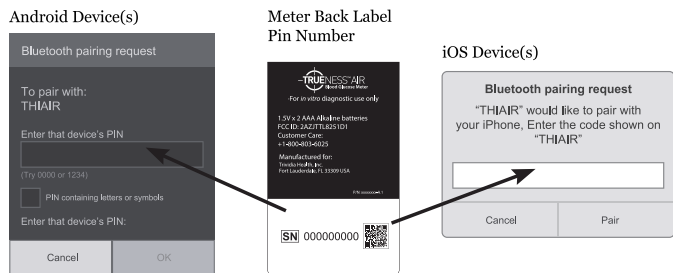 Android Device(s)
Bluetooth pairing request
To pair with:
THIAIR
Enter that device's PIN
(Try 0000 or 1234)
PIN containing letters or symbols
Enter that device's PIN:
Cancel OK
Meter Back Label
Pin Number
TRUENESS™ AIR
Blood Glucose Meter
For in vitro diagnostic use only
1.5V x 2 AAA Alkaline batteries
FCC ID: 2AZJTTL8251D1
Customer Care:
+1-800-803-6025
Manufactured for:
Trividia Health, Inc.
Fort Lauderdale, FL 33309 USA
SN 000000000
iOS Device(s)
Bluetooth pairing request
"THIAIR" would like to pair with
your iPhone, Enter the code shown on
"THIAIR"
Cancel Pair